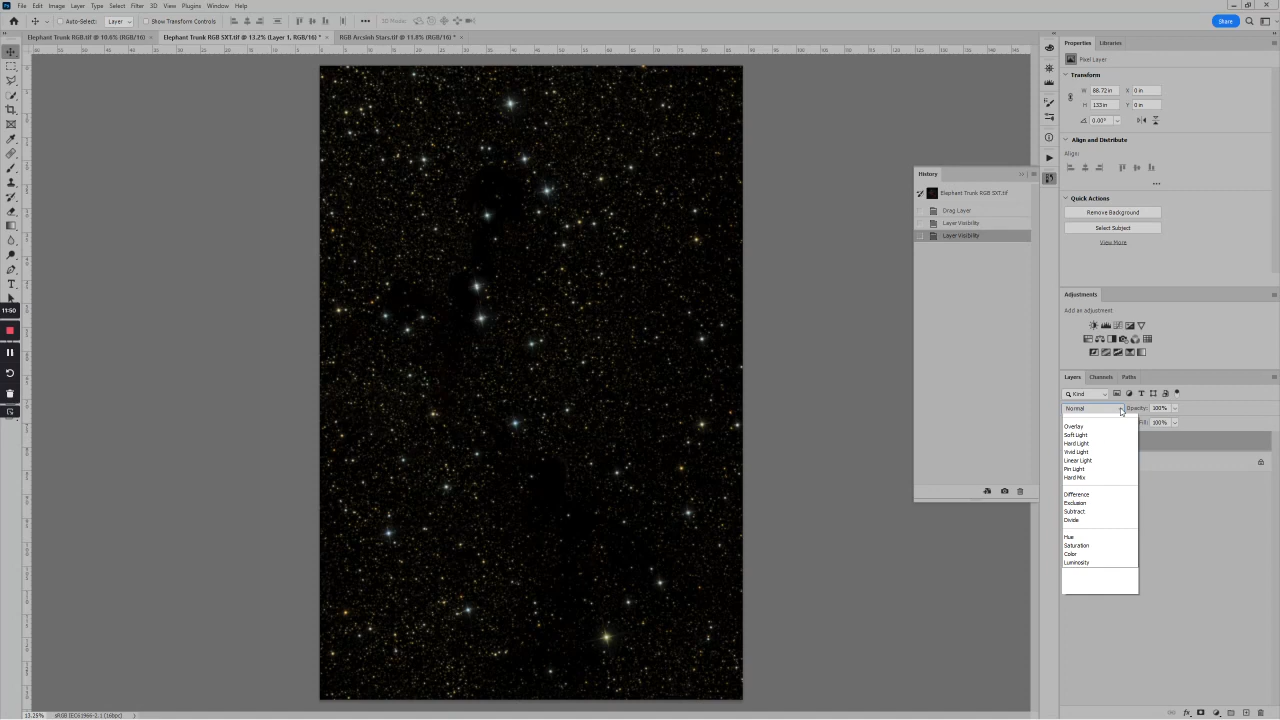 Ps File Edit Image Layer Type Select Filter 3D View Plugins Window Help
Auto-Select: Layer Show Transform Controls 3D Mode: Share
Elephant Trunk RGB.tif @ 10.6% (RGB/16) × Elephant Trunk RGB SXT.tif @ 13.2% (Layer 1, RGB/16) * × RGB Arcsinh Stars.tif @ 11.8% (RGB/16) * ×
Properties Libraries
Pixel Layer
Transform
W 88.72 in X 0 in
H 133 in Y 0 in
0.00°
Align and Distribute
Align:
Quick Actions
Remove Background
Select Subject
View More
History
Elephant Trunk RGB SXT.tif
Drag Layer
Layer Visibility
Layer Visibility
11:50
Adjustments
Add an adjustment
Layers Channels Paths
Kind
Normal Opacity: 100%
Fill: 100%
Overlay
Soft Light
Hard Light
Vivid Light
Linear Light
Pin Light
Hard Mix
Difference
Exclusion
Subtract
Divide
Hue
Saturation
Color
Luminosity
13.25% sRGB IEC61966-2.1 (16bpc)